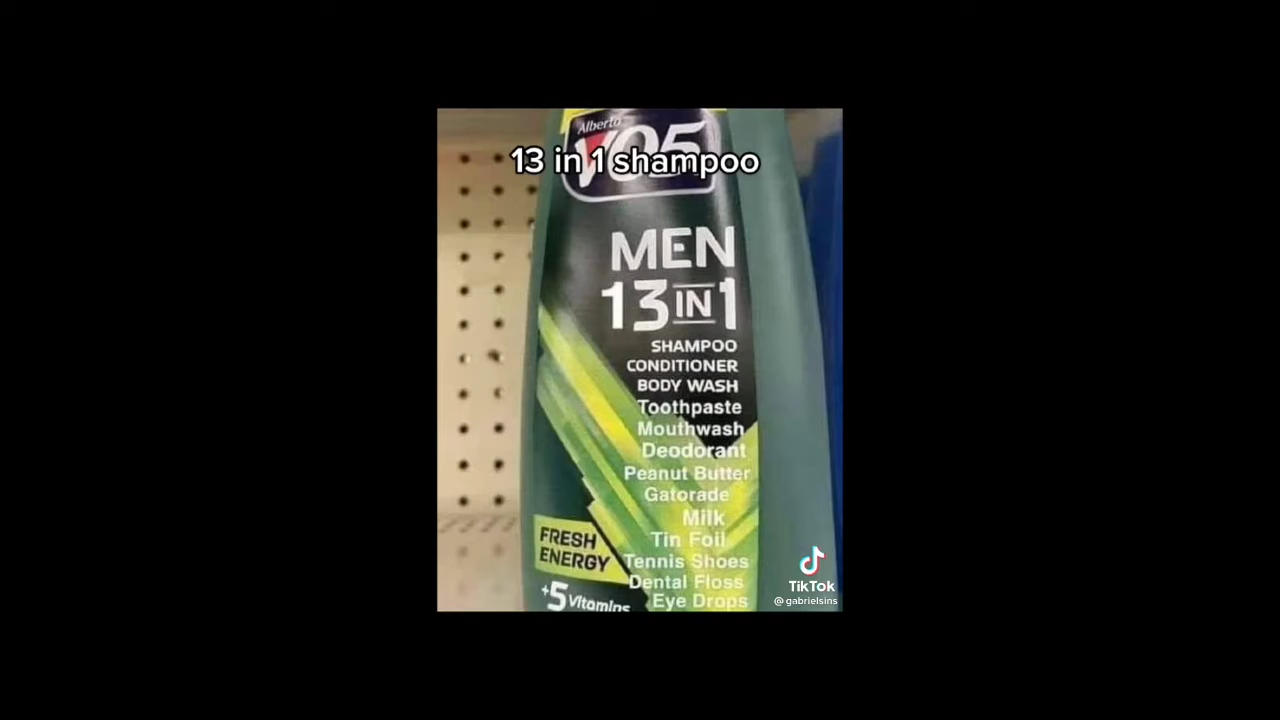 Alberto
VO5
13 in 1 shampoo
MEN
13 IN 1
SHAMPOO
CONDITIONER
BODY WASH
Toothpaste
Mouthwash
Deodorant
Peanut Butter
Gatorade
Milk
Tin Foil
Tennis Shoes
Dental Floss
Eye Drops
FRESH
ENERGY
+5 Vitamins
TikTok
@gabrielsins